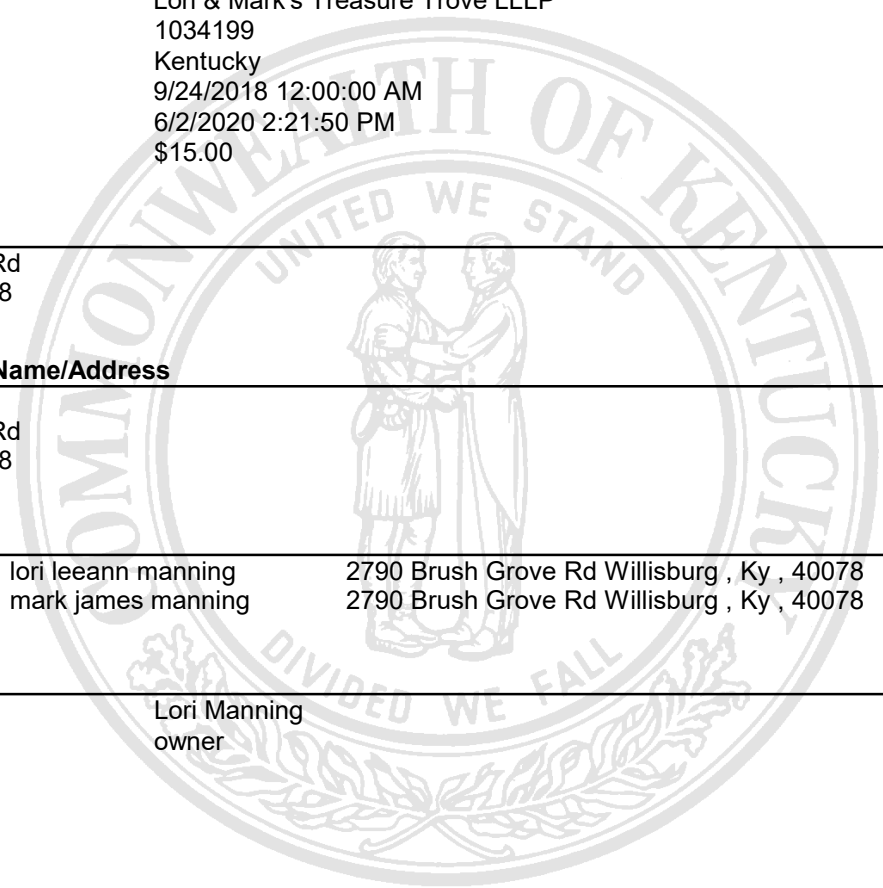 Lori & Mark's Treasure Trove LLLP
1034199
Kentucky
9/24/2018 12:00:00 AM
6/2/2020 2:21:50 PM
$15.00
Rd
8
Name/Address
Rd
8
lori leeann manning 2790 Brush Grove Rd Willisburg , Ky , 40078
mark james manning 2790 Brush Grove Rd Willisburg , Ky , 40078
Lori Manning
owner
COMMONWEALTH OF KENTUCKY
UNITED WE STAND
DIVIDED WE FALL